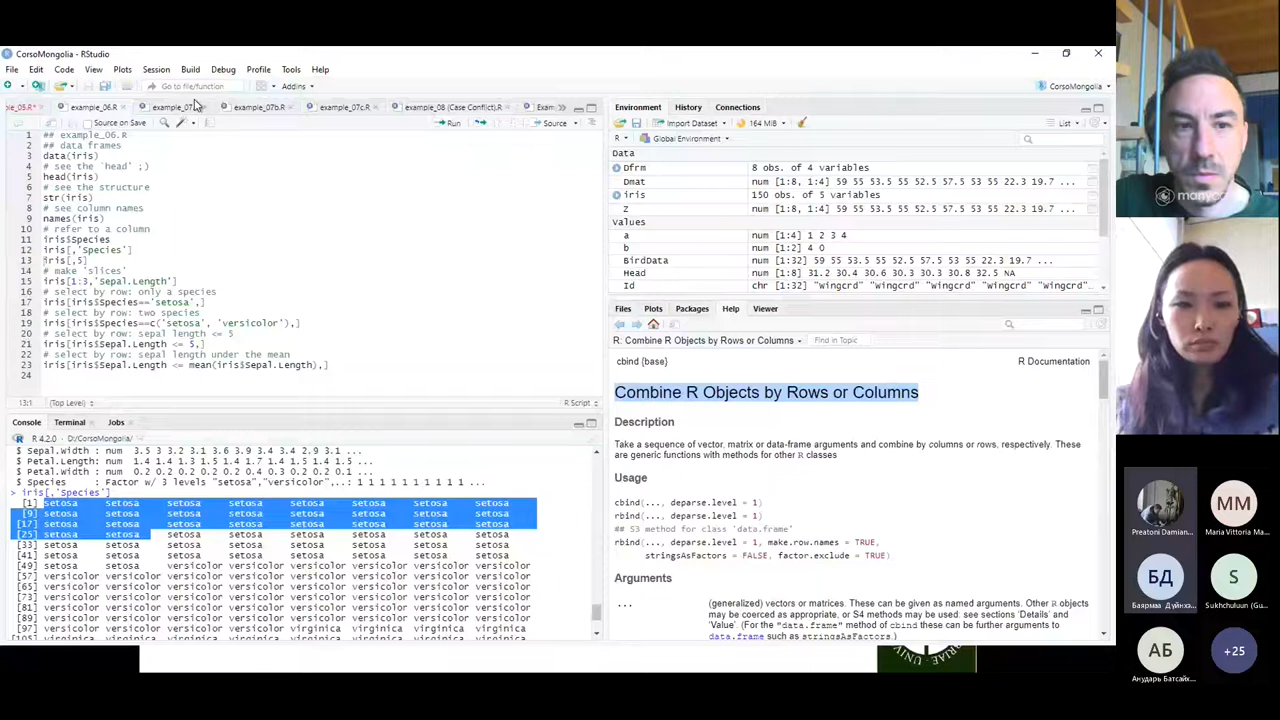 CorsoMongolia - RStudio
File Edit Code View Plots Session Build Debug Profile Tools Help
Go to file/function
Addins
CorsoMongolia
example_06.R
example_07b.R
example_07c.R
example_08 (Case Conflict).R
Exam
Source on Save
Run
Source
1 ## example_06.R
2 ## data frames
3 data(iris)
4 # see the `head' ;)
5 head(iris)
6 # see the structure
7 str(iris)
8 # see column names
9 names(iris)
10 # refer to a column
11 iris$Species
12 iris[,'Species']
13 iris[,5]
14 # make 'slices'
15 iris[1:3,'Sepal.Length']
16 # select by row: only a species
17 iris[iris$Species=='setosa',]
18 # select by row: two species
19 iris[iris$Species==c('setosa', 'versicolor'),]
20 # select by row: sepal length <= 5
21 iris[iris$Sepal.Length <= 5,]
22 # select by row: sepal length under the mean
23 iris[iris$Sepal.Length <= mean(iris$Sepal.Length),]
24
13:1 (Top Level) R Script
Console Terminal Jobs
R 4.2.0 · D:/CorsoMongolia/
$ Sepal.Width : num 3.5 3 3.2 3.1 3.6 3.9 3.4 3.4 2.9 3.1 ...
$ Petal.Length: num 1.4 1.4 1.3 1.5 1.4 1.7 1.4 1.5 1.4 1.5 ...
$ Petal.Width : num 0.2 0.2 0.2 0.2 0.2 0.4 0.3 0.2 0.2 0.1 ...
$ Species : Factor w/ 3 levels "setosa","versicolor",..: 1 1 1 1 1 1 1 1 1 1 ...
> iris[,'Species']
[1] setosa setosa setosa setosa setosa setosa setosa setosa
[9] setosa setosa setosa setosa setosa setosa setosa setosa
[17] setosa setosa setosa setosa setosa setosa setosa setosa
[25] setosa setosa setosa setosa setosa setosa setosa setosa
[33] setosa setosa setosa setosa setosa setosa setosa setosa
[41] setosa setosa setosa setosa setosa setosa setosa setosa
[49] setosa setosa versicolor versicolor versicolor versicolor versicolor versicolor
[57] versicolor versicolor versicolor versicolor versicolor versicolor versicolor versicolor
[65] versicolor versicolor versicolor versicolor versicolor versicolor versicolor versicolor
[73] versicolor versicolor versicolor versicolor versicolor versicolor versicolor versicolor
[81] versicolor versicolor versicolor versicolor versicolor versicolor versicolor versicolor
[89] versicolor versicolor versicolor versicolor versicolor versicolor versicolor versicolor
[97] versicolor versicolor versicolor versicolor virginica virginica virginica virginica
Environment History Connections
Import Dataset 164 MiB List
R Global Environment
Data
Dfrm 8 obs. of 4 variables
Dmat num [1:8, 1:4] 59 55 53.5 55 52.5 57.5 53 55 22.3 19.7 ...
iris 150 obs. of 5 variables
Z num [1:8, 1:4] 59 55 53.5 55 52.5 57.5 53 55 22.3 19.7 ...
Values
a num [1:4] 1 2 3 4
b num [1:2] 4 0
BirdData num [1:32] 59 55 53.5 55 52.5 57.5 53 55 22.3 19.7 ...
Head num [1:8] 31.2 30.4 30.6 30.3 30.3 30.8 32.5 NA
Id chr [1:32] "wingcrd" "wingcrd" "wingcrd" "wingcrd"...
Files Plots Packages Help Viewer
R: Combine R Objects by Rows or Columns Find in Topic
cbind {base} R Documentation
Combine R Objects by Rows or Columns
Description
Take a sequence of vector, matrix or data-frame arguments and combine by columns or rows, respectively. These
are generic functions with methods for other R classes
Usage
cbind(..., deparse.level = 1)
rbind(..., deparse.level = 1)
## S3 method for class 'data.frame'
rbind(..., deparse.level = 1, make.row.names = TRUE,
stringsAsFactors = FALSE, factor.exclude = TRUE)
Arguments
... (generalized) vectors or matrices. These can be given as named arguments. Other R objects
may be coerced as appropriate, or S4 methods may be used: see sections 'Details' and
'Value'. (For the "data.frame" method of cbind these can be further arguments to
data.frame such as stringsAsFactors.)
Preatoni Damian...
MM
Maria Vittoria Ma...
БД
S
Sukhchuluun (Gu...
АБ
Анударь Батсайх...
+25